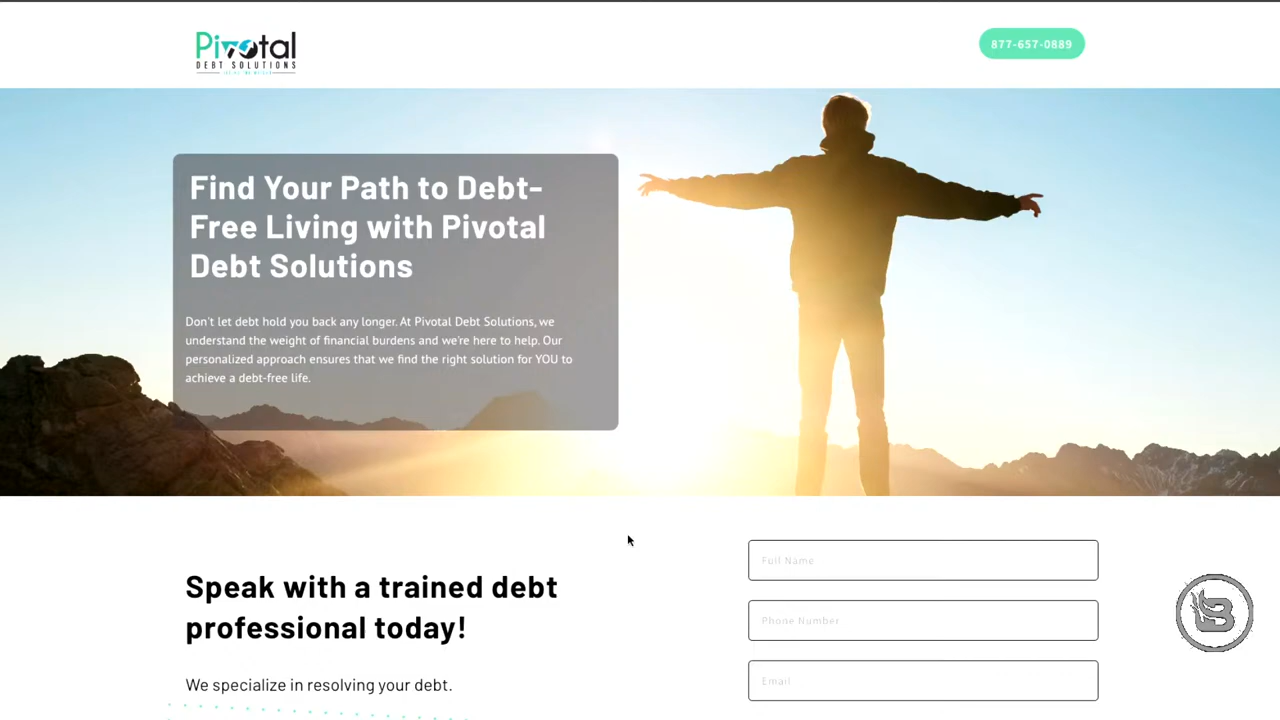 Pivotal
DEBT SOLUTIONS
877-657-0889
Find Your Path to Debt-
Free Living with Pivotal
Debt Solutions
Don't let debt hold you back any longer. At Pivotal Debt Solutions, we
understand the weight of financial burdens and we're here to help. Our
personalized approach ensures that we find the right solution for YOU to
achieve a debt-free life.
Speak with a trained debt
professional today!
We specialize in resolving your debt.
Full Name
Phone Number
Email
B